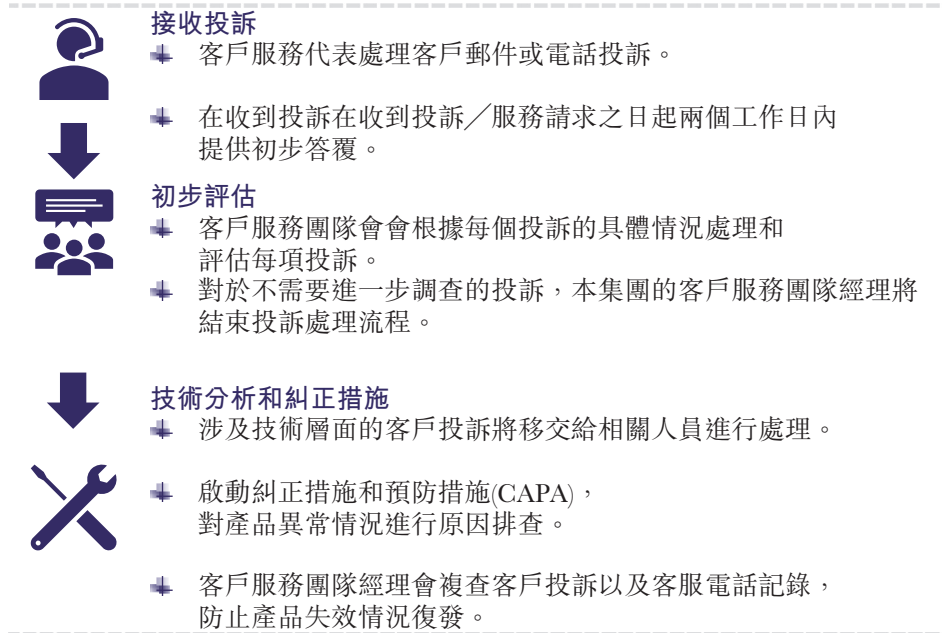 接收投訴
客戶服務代表處理客戶郵件或電話投訴。
在收到投訴在收到投訴／服務請求之日起兩個工作日內
提供初步答覆。
初步評估
客戶服務團隊會會根據每個投訴的具體情況處理和
評估每項投訴。
對於不需要進一步調查的投訴，本集團的客戶服務團隊經理將
結束投訴處理流程。
技術分析和糾正措施
涉及技術層面的客戶投訴將移交給相關人員進行處理。
啟動糾正措施和預防措施(CAPA)，
對產品異常情況進行原因排查。
客戶服務團隊經理會複查客戶投訴以及客服電話記錄，
防止產品失效情況復發。